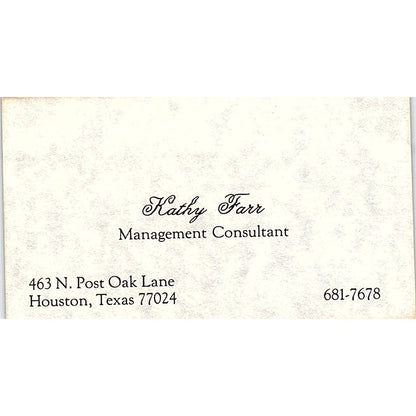 Kathy Farr
Management Consultant
463 N. Post Oak Lane
Houston, Texas 77024
681-7678